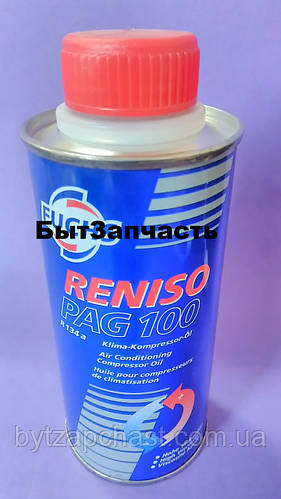 FUCHS
БытЗапчасть
RENISO
PAG 100
R 134a
Klima-Kompressor-Öl
Air Conditioning
Compressor Oil
Huile pour compresseurs
de climatisation
bytzapchast.com.ua